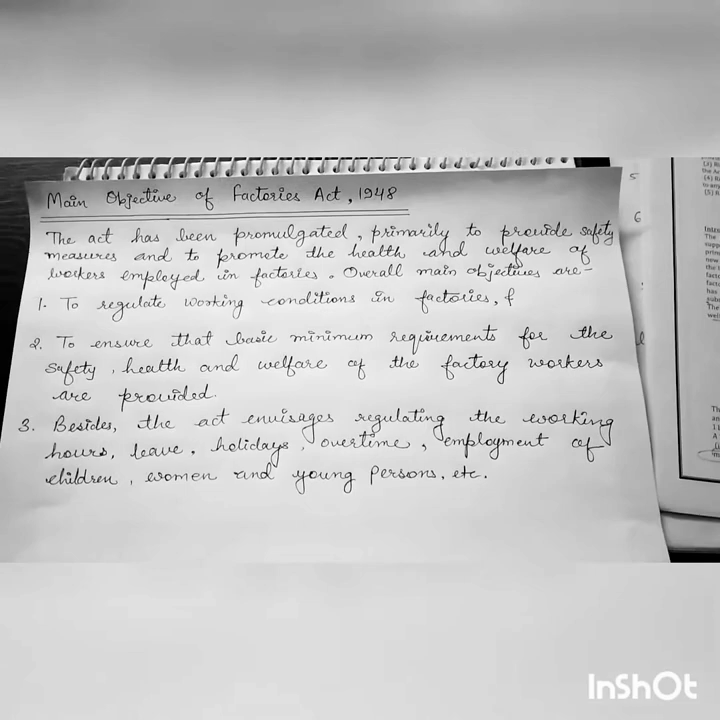 Main Objective of Factories Act, 1948
The act has been promulgated, primarily to provide safety
measures and to promote the health and welfare of
workers employed in factories. Overall main objectives are-
1. To regulate working conditions in factories, &
2. To ensure that basic minimum requirements for the
safety, health and welfare of the factory workers
are provided.
3. Besides, the act envisages regulating the working
hours, leave, holidays, overtime, employment of
children, women and young persons, etc.
5
6
InShOt